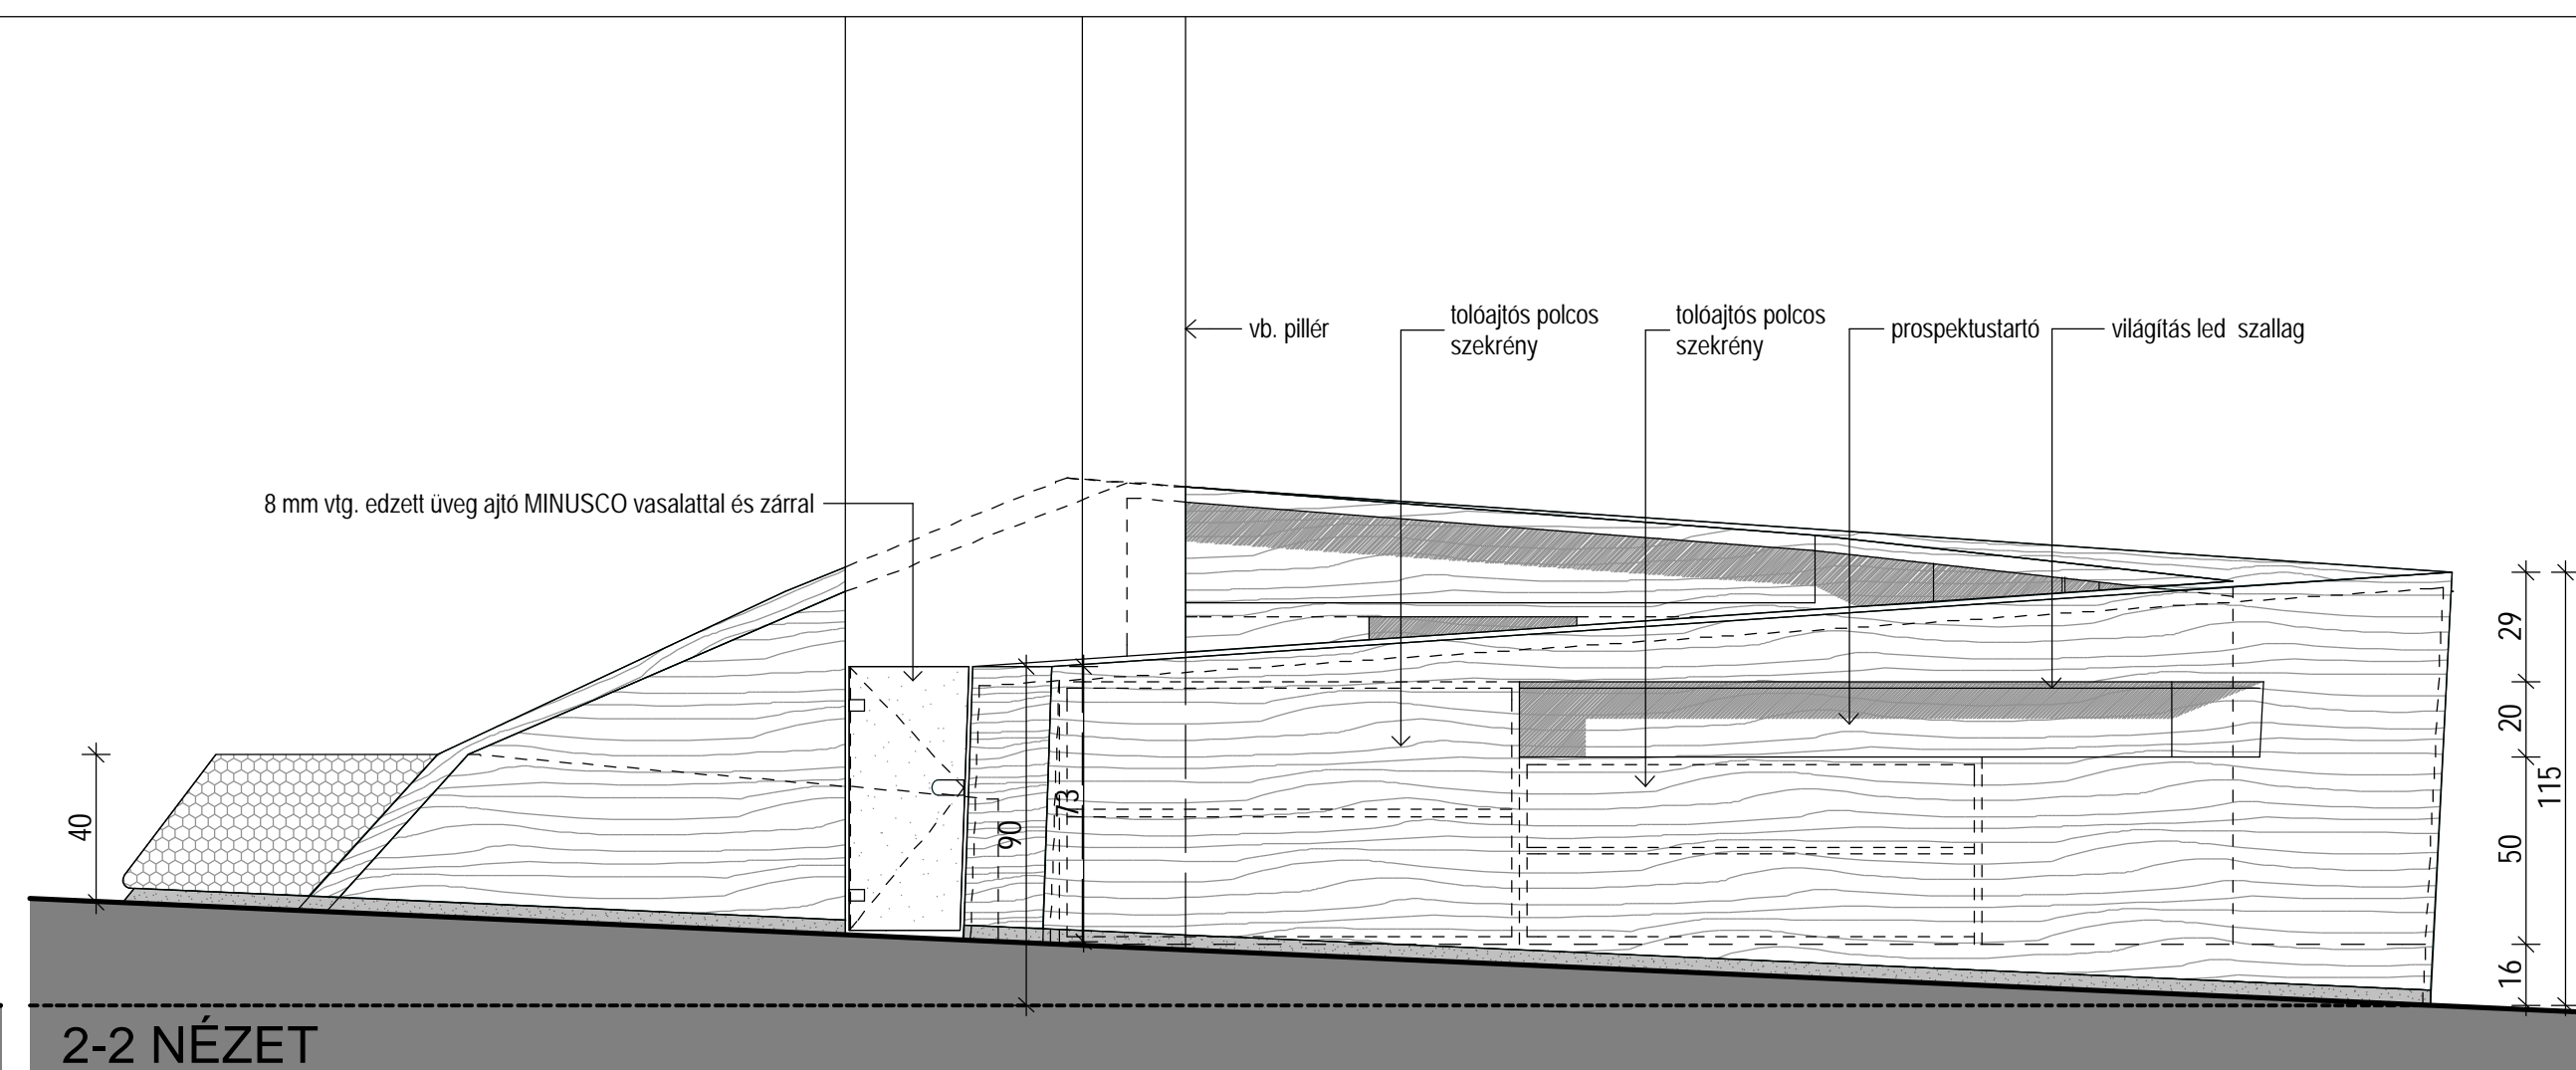 vb. pillér
tolóajtós polcos
szekrény
tolóajtós polcos
szekrény
prospektustartó
világítás led szallag
8 mm vtg. edzett üveg ajtó MINUSCO vasalattal és zárral
40
90
73
29
20
50
16
115
2-2 NÉZET